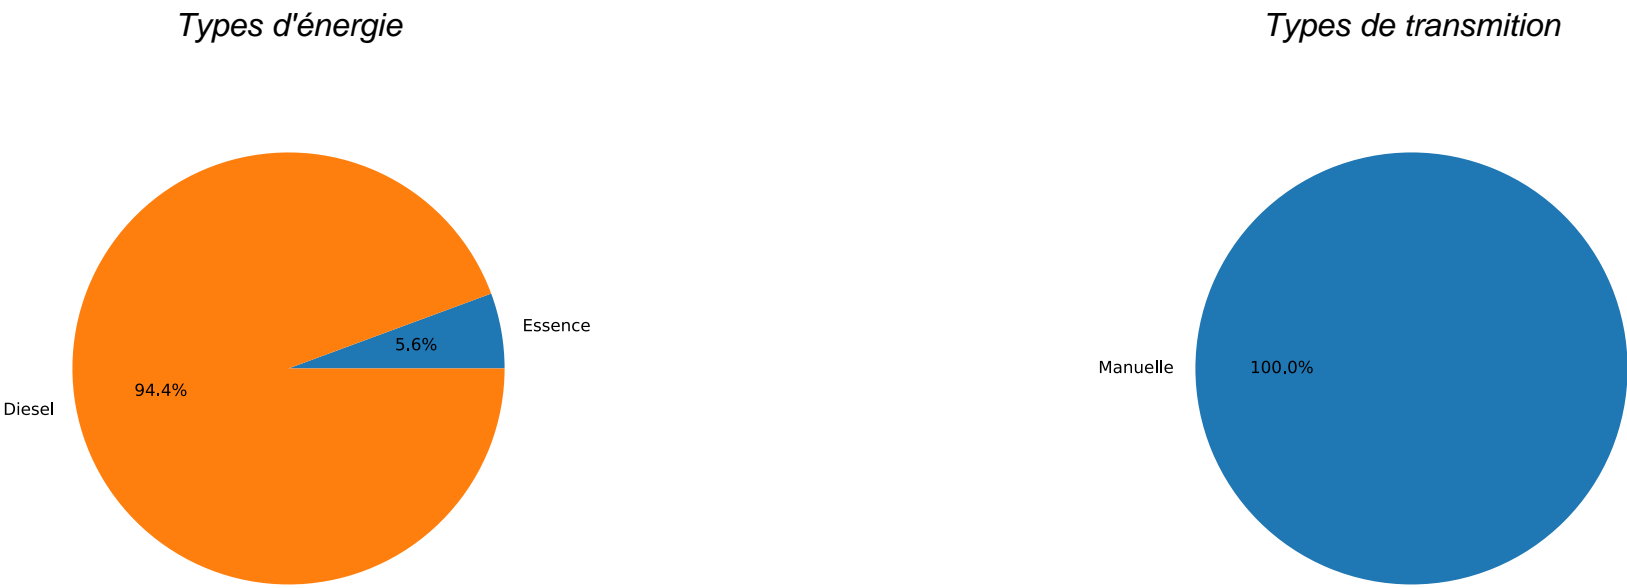 Types d'énergie
Types de transmition
Essence
5.6%
94.4%
Diesel
Manuelle
100.0%